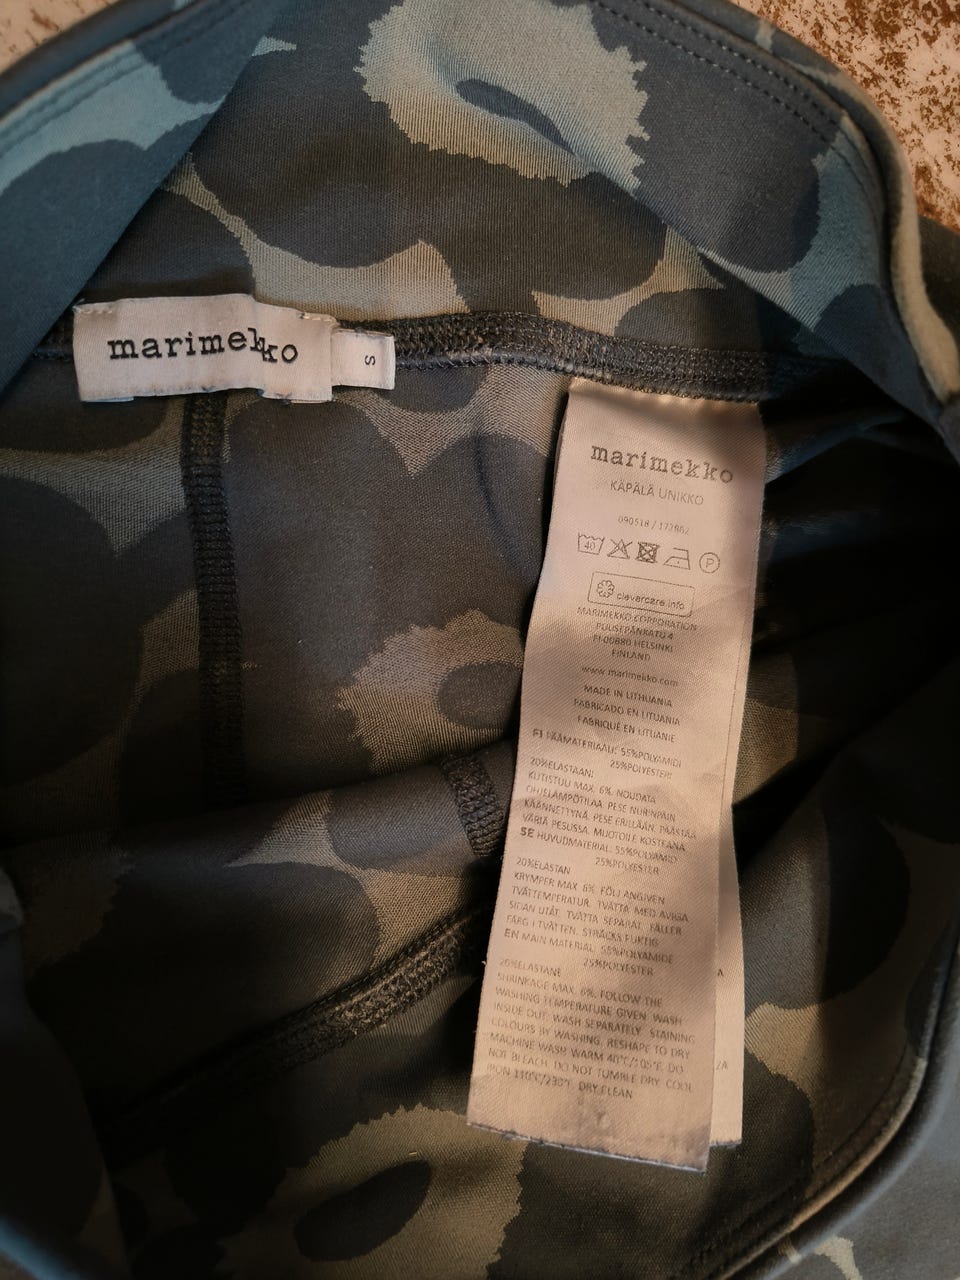 marimekko
S
marimekko
KÄPÄLÄ UNIKKO
090518 / 172862
40
P
clevercare.info
MARIMEKKO CORPORATION
PUUSEPÄNKATU 4
FI-00880 HELSINKI
FINLAND
www.marimekko.com
MADE IN LITHUANIA
FABRICADO EN LITUANIA
FABRIQUÉ EN LITUANIE
FI PÄÄMATERIAALI: 55%POLYAMIDI
25%POLYESTERI
20%ELASTAANI
KUTISTUU MAX. 6%. NOUDATA
OHJELÄMPÖTILAA. PESE NURINPÄIN
KÄÄNNETTYNÄ. PESE ERILLÄÄN. PÄÄSTÄÄ
VÄRIÄ PESUSSA. MUOTOILE KOSTEANA.
SE HUVUDMATERIAL: 55%POLYAMID
25%POLYESTER
20%ELASTAN
KRYMPER MAX. 6%. FÖLJ ANGIVEN
TVÄTTEMPERATUR. TVÄTTA MED AVIGA
SIDAN UTÅT. TVÄTTA SEPARAT. FÄLLER
FÄRG I TVÄTTEN. STRÄCKS FUKTIG
EN MAIN MATERIAL: 55%POLYAMIDE
25%POLYESTER
20%ELASTANE
SHRINKAGE MAX. 6%. FOLLOW THE
WASHING TEMPERATURE GIVEN. WASH
INSIDE OUT. WASH SEPARATELY. STAINING
COLOURS BY WASHING. RESHAPE TO DRY
MACHINE WASH WARM 40°C/105°F. DO
NOT BLEACH. DO NOT TUMBLE DRY. COOL
IRON 110°C/230°F. DRY CLEAN